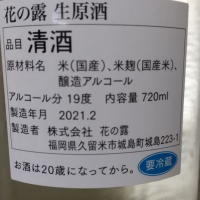 花の露 生原酒
品目 清酒
原材料名 米(国産)、米麹(国産米)、
醸造アルコール
アルコール分 19度 内容量 720ml
製造年月 2021.2
製造者 株式会社 花の露
福岡県久留米市城島町城島223-1
お酒は20歳になってから。 要冷蔵